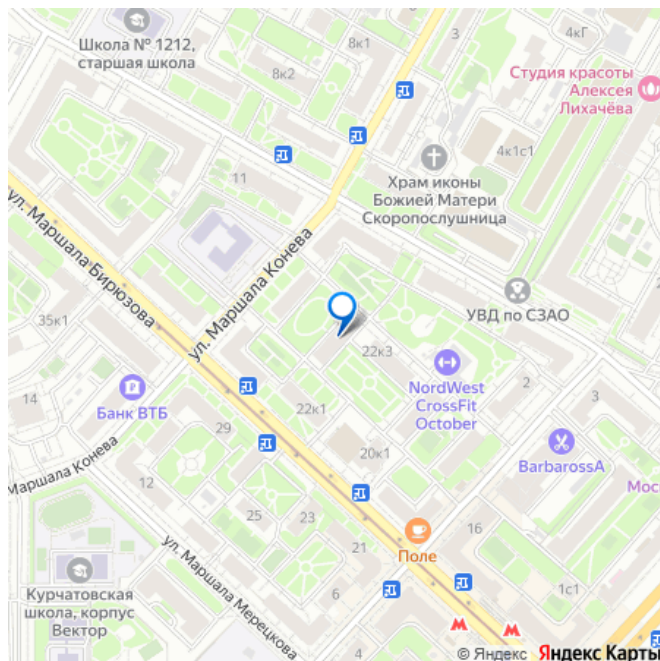 Школа № 1212,
старшая школа
8к1
3
4кГ
8к2
Студия красоты
Алексея
Лихачёва
4к1с1
11
Храм иконы
Божией Матери
Скоропослушница
ул. Маршала Бирюзова
ул. Маршала Конева
УВД по СЗАО
35к1
22к3
NordWest
CrossFit
October
2
14
Банк ВТБ
22к1
3
29
20к1
BarbarossA
Маршала Конева
12
Мос
25
23
16
ул. Маршала Мерецкова
21
Поле
Курчатовская
школа, корпус
Вектор
6
1с1
4
© Яндекс Яндекс Карты